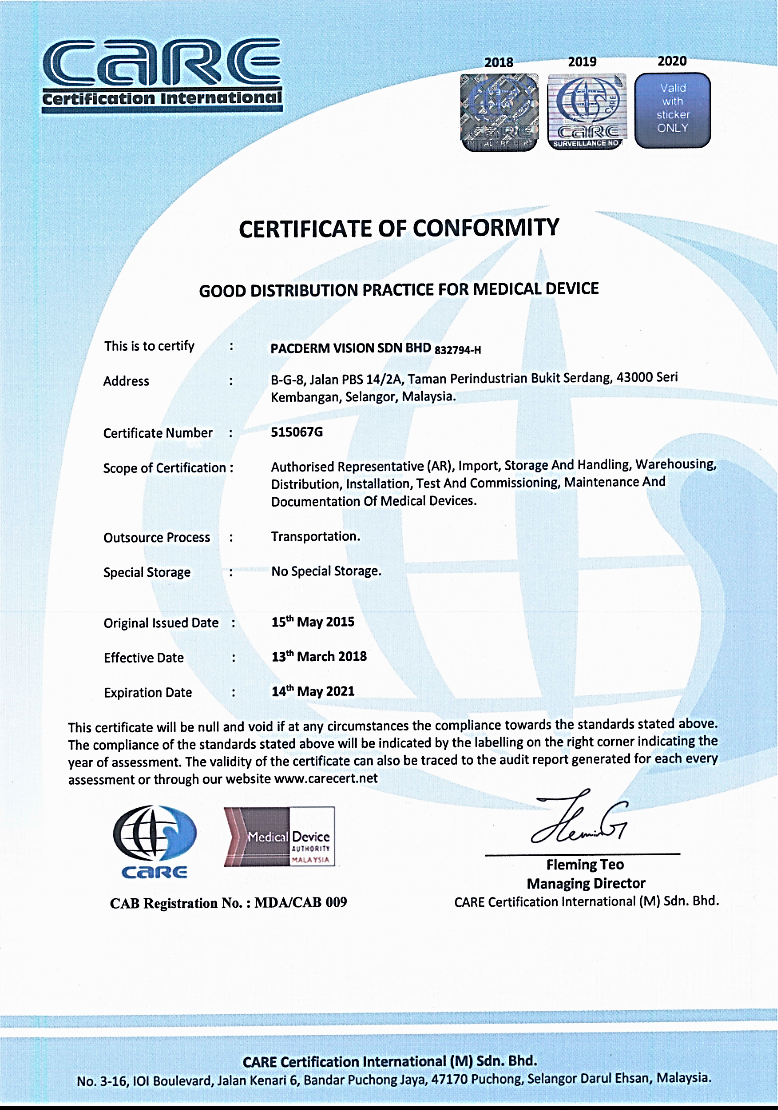 CARE
Certification International
2018 2019 2020
CARE
CARE
SURVEILLANCE NO
Valid
with
sticker
ONLY
CERTIFICATE OF CONFORMITY
GOOD DISTRIBUTION PRACTICE FOR MEDICAL DEVICE
This is to certify : PACDERM VISION SDN BHD 832794-H
Address : B-G-8, Jalan PBS 14/2A, Taman Perindustrian Bukit Serdang, 43000 Seri
Kembangan, Selangor, Malaysia.
Certificate Number : 515067G
Scope of Certification : Authorised Representative (AR), Import, Storage And Handling, Warehousing,
Distribution, Installation, Test And Commissioning, Maintenance And
Documentation Of Medical Devices.
Outsource Process : Transportation.
Special Storage : No Special Storage.
Original Issued Date : 15th May 2015
Effective Date : 13th March 2018
Expiration Date : 14th May 2021
This certificate will be null and void if at any circumstances the compliance towards the standards stated above.
The compliance of the standards stated above will be indicated by the labelling on the right corner indicating the
year of assessment. The validity of the certificate can also be traced to the audit report generated for each every
assessment or through our website www.carecert.net
CARE
Medical Device
AUTHORITY
MALAYSIA
CAB Registration No. : MDA/CAB 009
Fleming Teo
Managing Director
CARE Certification International (M) Sdn. Bhd.
CARE Certification International (M) Sdn. Bhd.
No. 3-16, IOI Boulevard, Jalan Kenari 6, Bandar Puchong Jaya, 47170 Puchong, Selangor Darul Ehsan, Malaysia.